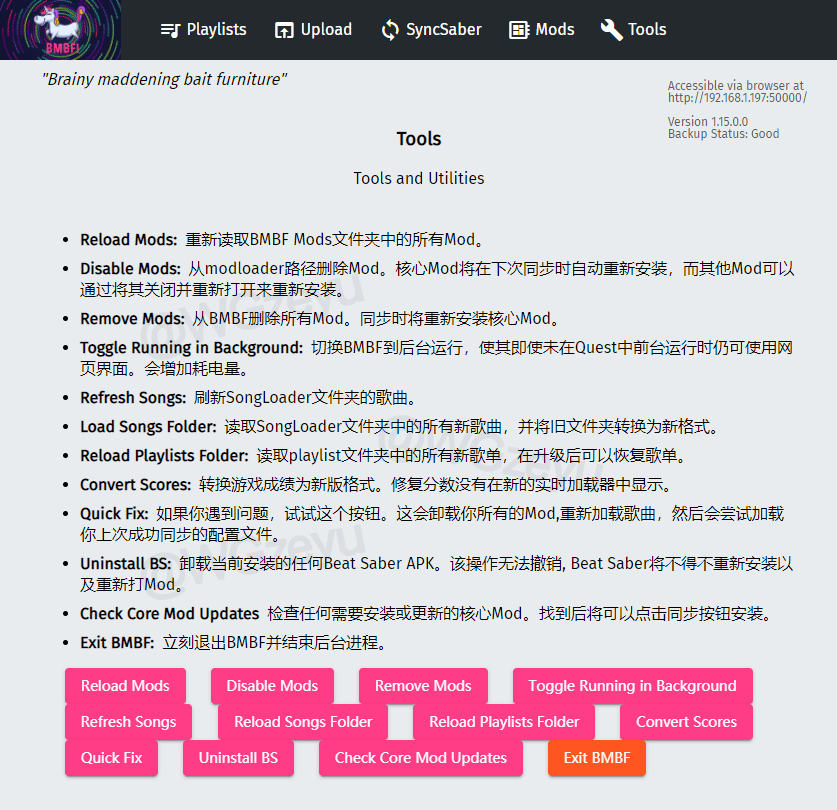 BMBF!
Playlists
Upload
SyncSaber
Mods
Tools
"Brainy maddening bait furniture"
Accessible via browser at
http://192.168.1.197:50000/
Version 1.15.0.0
Backup Status: Good
Tools
Tools and Utilities
• Reload Mods: 重新读取BMBF Mods文件夹中的所有Mod。
• Disable Mods: 从modloader路径删除Mod。核心Mod将在下次同步时自动重新安装，而其他Mod可以
通过将其关闭并重新打开来重新安装。
• Remove Mods: 从BMBF删除所有Mod。同步时将重新安装核心Mod。
• Toggle Running in Background: 切换BMBF到后台运行，使其即使未在Quest中前台运行时仍可使用网
页界面。会增加耗电量。
• Refresh Songs: 刷新SongLoader文件夹的歌曲。
• Load Songs Folder: 读取SongLoader文件夹中的所有新歌曲，并将旧文件夹转换为新格式。
• Reload Playlists Folder: 读取playlist文件夹中的所有新歌单，在升级后可以恢复歌单。
• Convert Scores: 转换游戏成绩为新版格式。修复分数没有在新的实时加载器中显示。
• Quick Fix: 如果你遇到问题，试试这个按钮。这会卸载你所有的Mod,重新加载歌曲，然后会尝试加载
你上次成功同步的配置文件。
• Uninstall BS: 卸载当前安装的任何Beat Saber APK。该操作无法撤销, Beat Saber将不得不重新安装以
及重新打Mod。
• Check Core Mod Updates 检查任何需要安装或更新的核心Mod。找到后将可以点击同步按钮安装。
• Exit BMBF: 立刻退出BMBF并结束后台进程。
@WGzeyu
@WGzeyu
@WGzeyu
Reload Mods
Disable Mods
Remove Mods
Toggle Running in Background
Refresh Songs
Reload Songs Folder
Reload Playlists Folder
Convert Scores
Quick Fix
Uninstall BS
Check Core Mod Updates
Exit BMBF